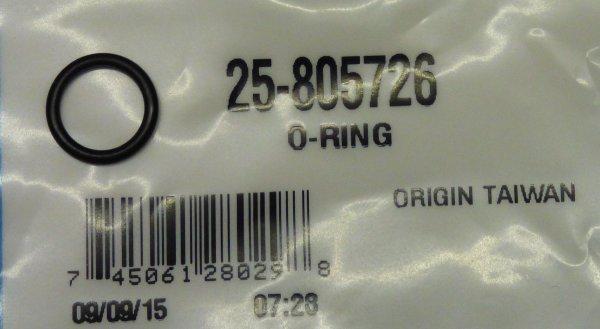 25-805726
O-RING
ORIGIN TAIWAN
7 45061 28029 8
09/09/15 07:28